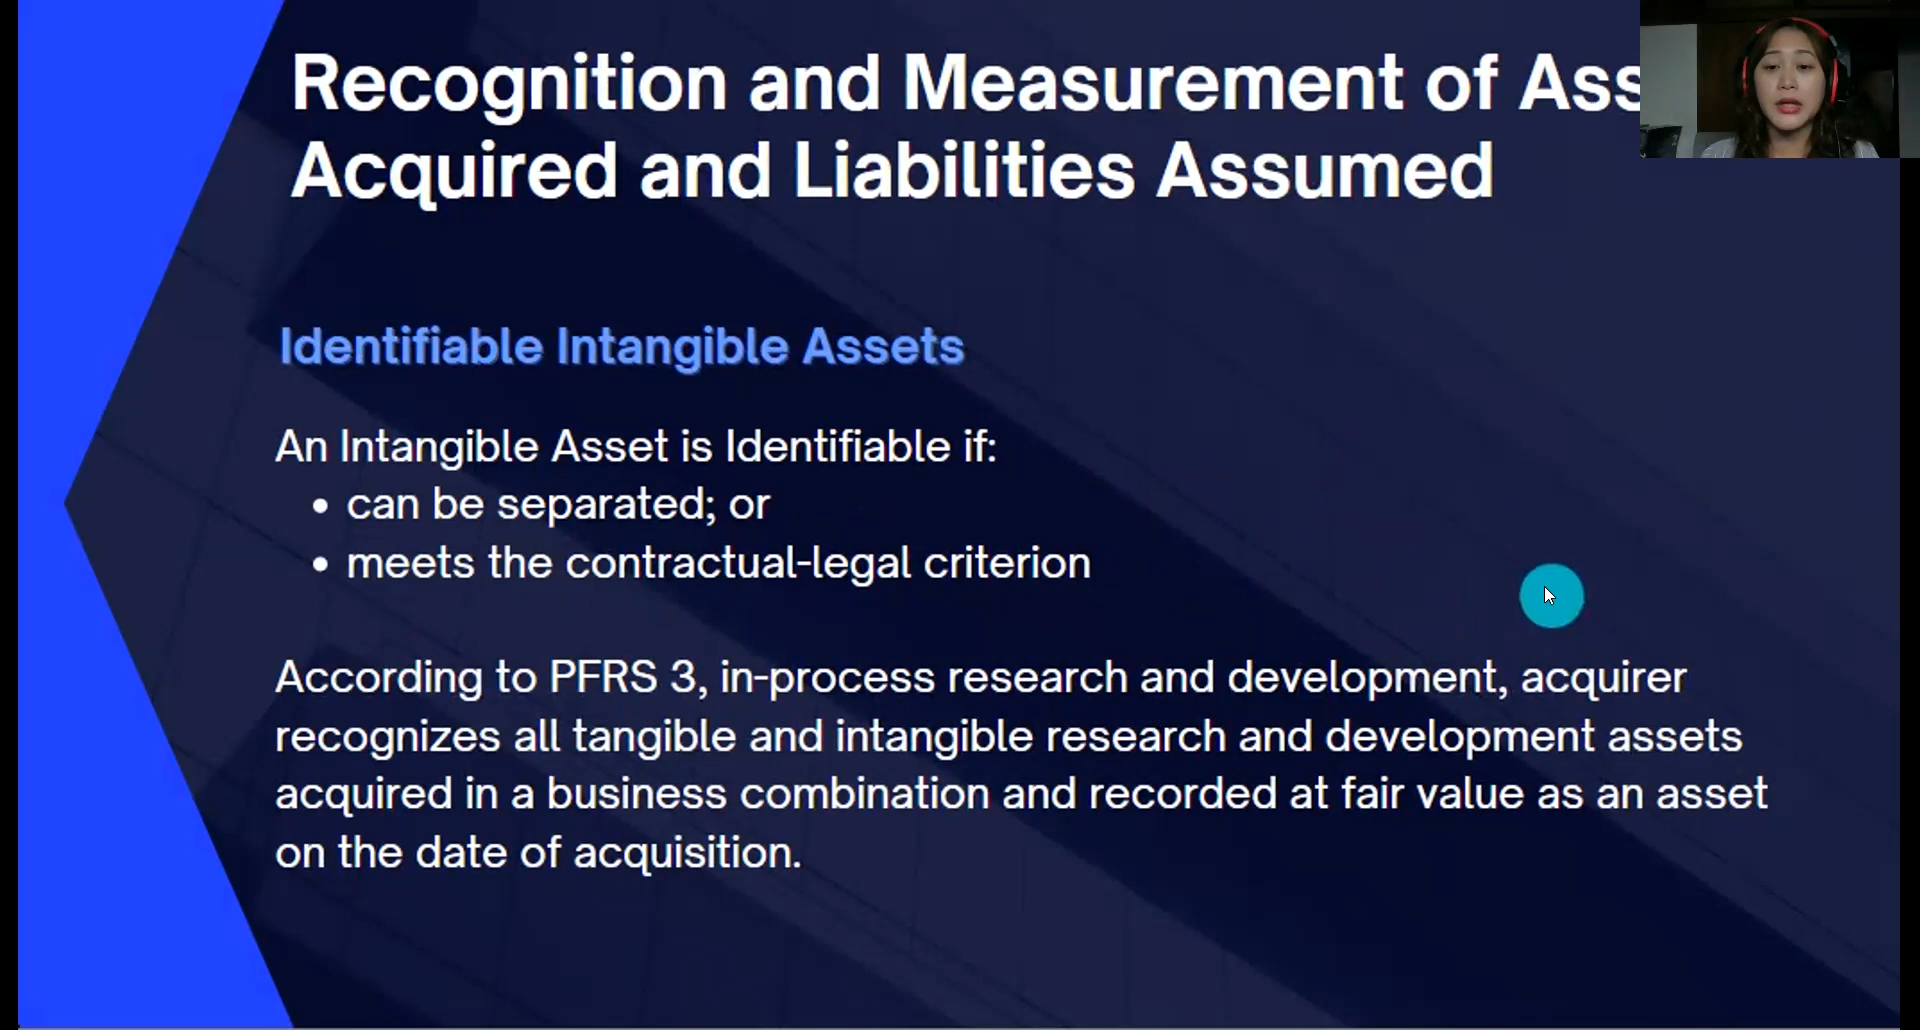 Recognition and Measurement of Ass
Acquired and Liabilities Assumed
Identifiable Intangible Assets
An Intangible Asset is Identifiable if:
• can be separated; or
• meets the contractual-legal criterion
According to PFRS 3, in-process research and development, acquirer
recognizes all tangible and intangible research and development assets
acquired in a business combination and recorded at fair value as an asset
on the date of acquisition.